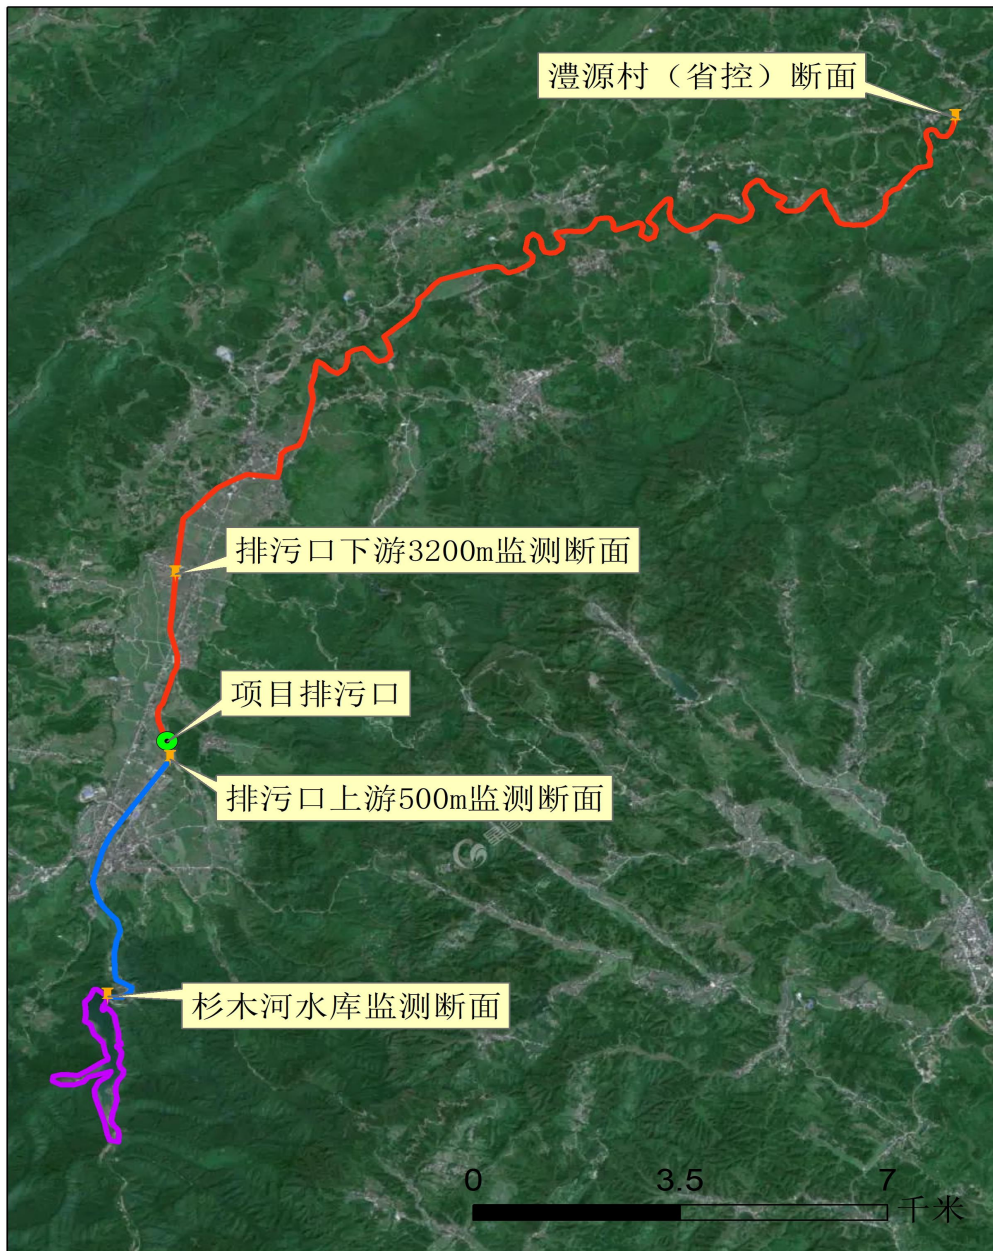 澧源村（省控）断面
排污口下游3200m监测断面
项目排污口
排污口上游500m监测断面
杉木河水库监测断面
0 3.5 7
千米